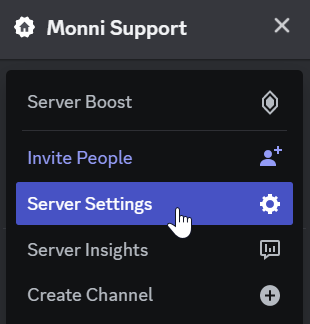 Monni Support
Server Boost
Invite People
Server Settings
Server Insights
Create Channel